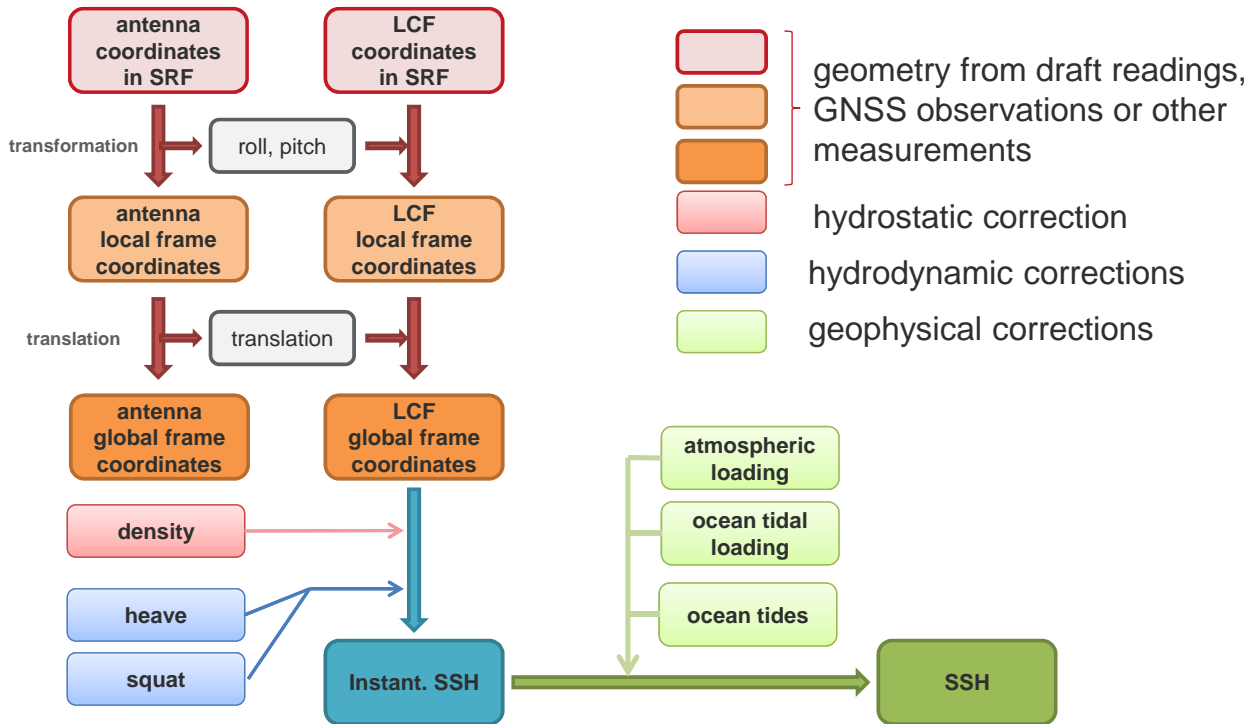 antenna
coordinates
in SRF
LCF
coordinates
in SRF
transformation
roll, pitch
antenna
local frame
coordinates
LCF
local frame
coordinates
translation
translation
antenna
global frame
coordinates
LCF
global frame
coordinates
density
heave
squat
Instant. SSH
atmospheric
loading
ocean tidal
loading
ocean tides
SSH
geometry from draft readings,
GNSS observations or other
measurements
hydrostatic correction
hydrodynamic corrections
geophysical corrections